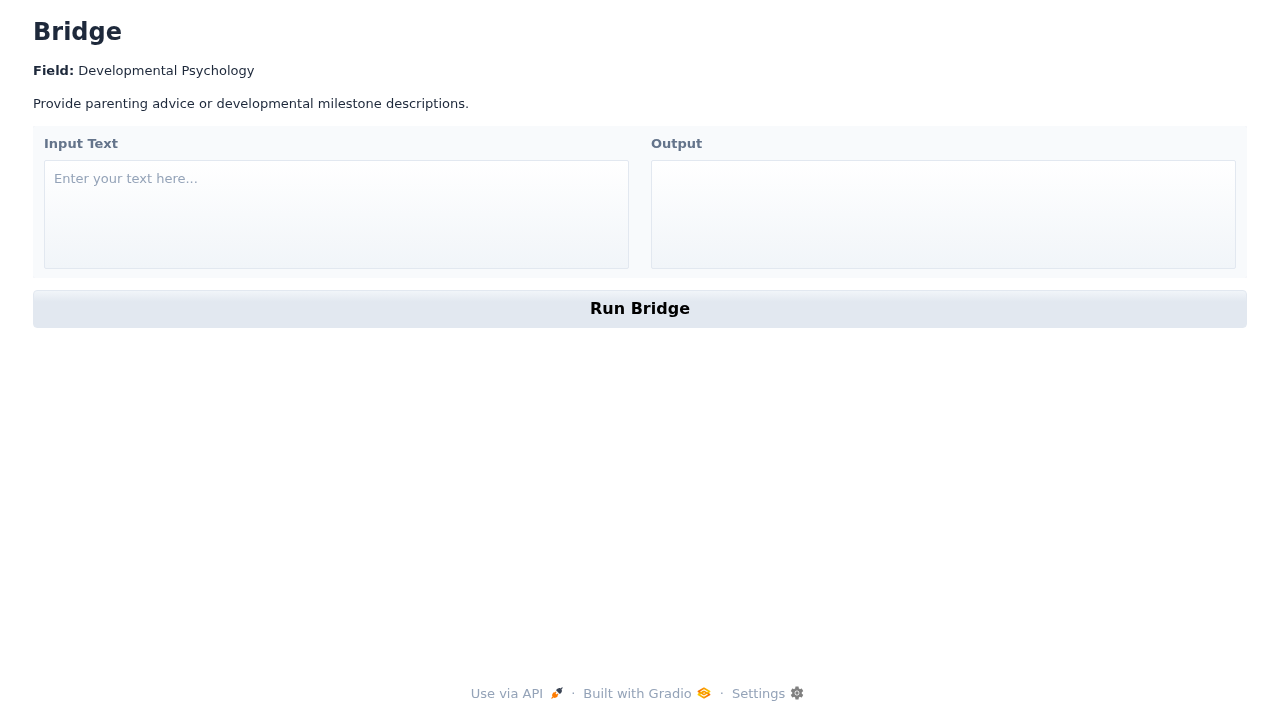 Bridge
Field: Developmental Psychology
Provide parenting advice or developmental milestone descriptions.
Input Text
Output
Enter your text here...
Run Bridge
Use via API · Built with Gradio · Settings